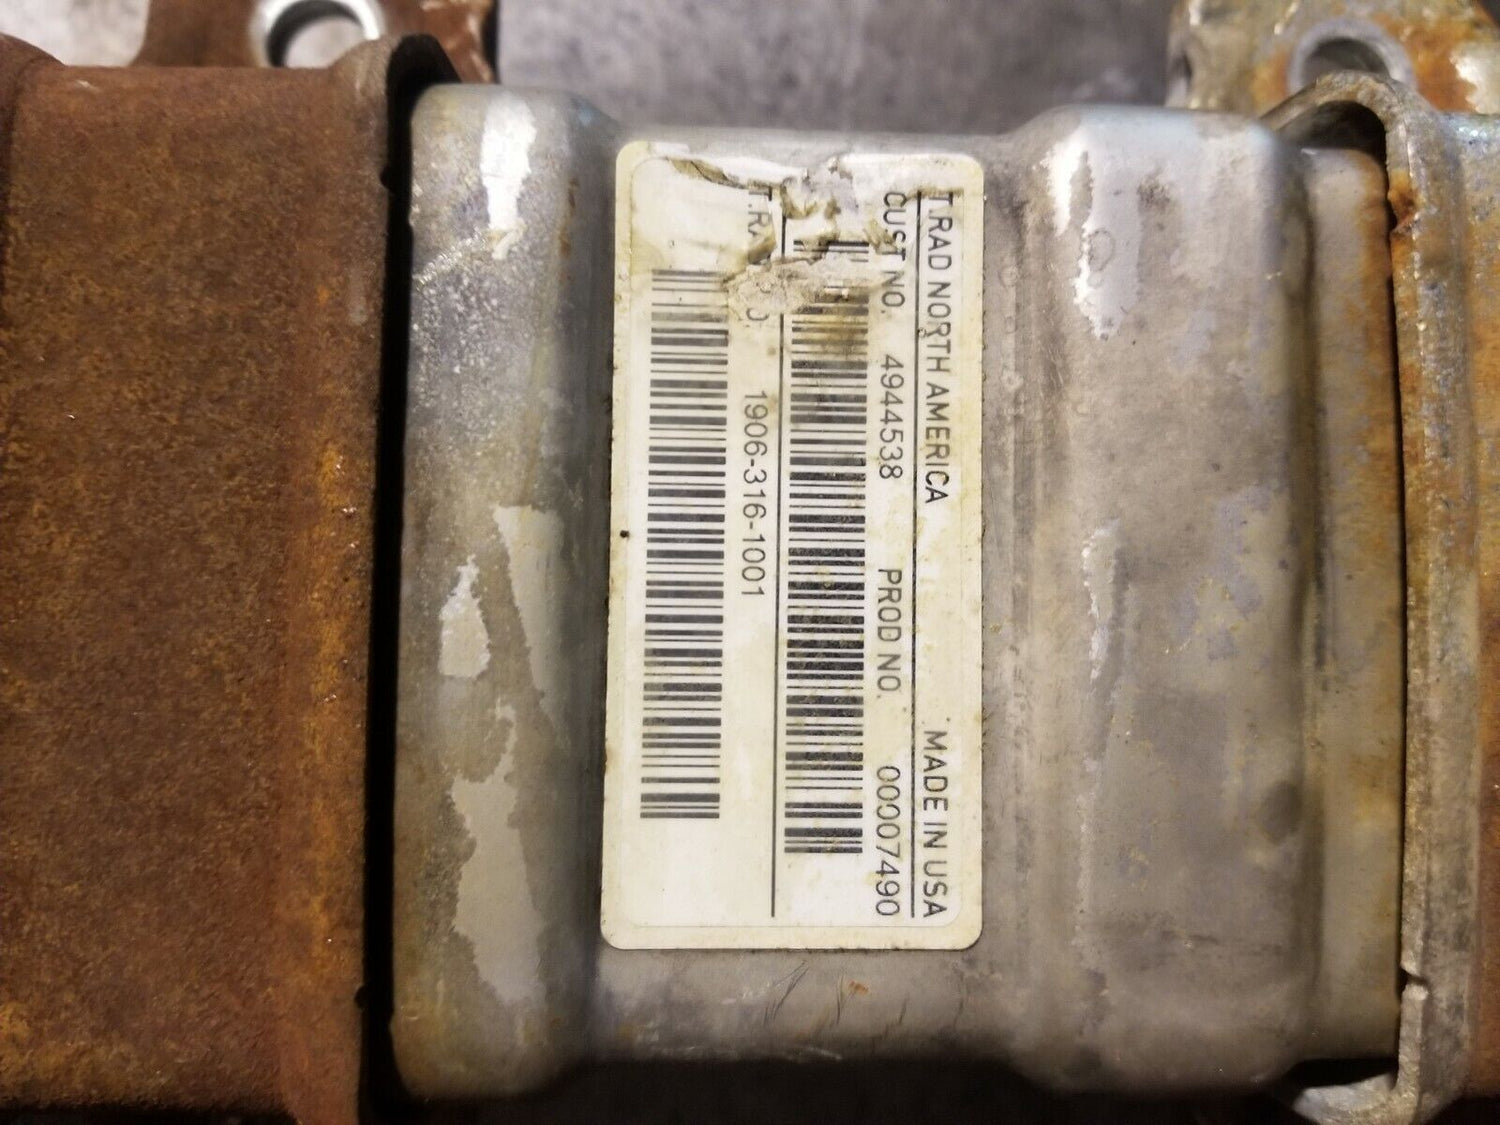 T.RAD NORTH AMERICA MADE IN USA
CUST NO. 4944538 PROD NO. 00007490
1906-316-1001